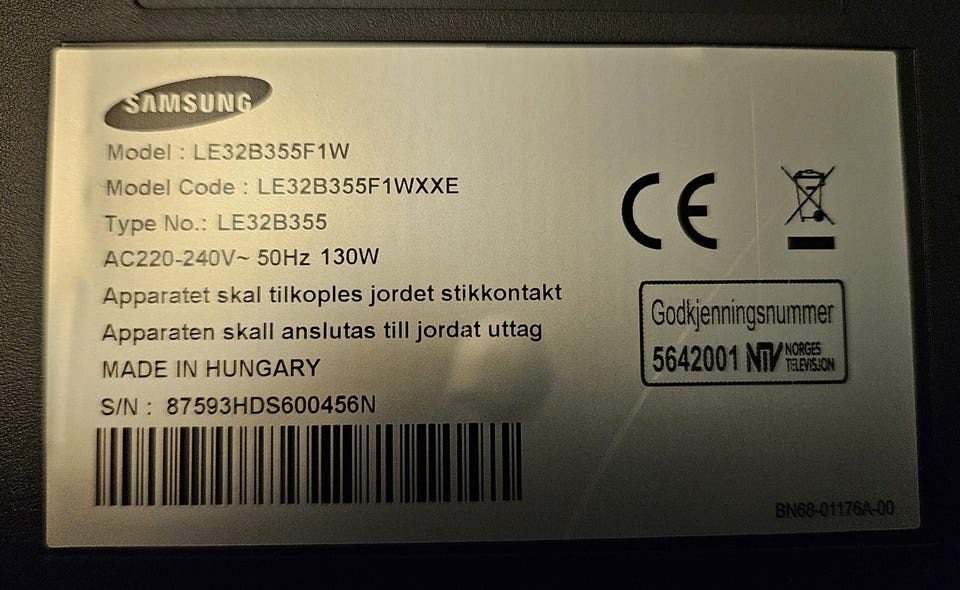 SAMSUNG
Model : LE32B355F1W
Model Code : LE32B355F1WXXE
Type No.: LE32B355
AC220-240V~ 50Hz 130W
Apparatet skal tilkoples jordet stikkontakt
Apparaten skall anslutas till jordat uttag
MADE IN HUNGARY
S/N : 87593HDS600456N
CE
Godkjenningsnummer
5642001 NTV NORGES
TELEVISJON
BN68-01176A-00